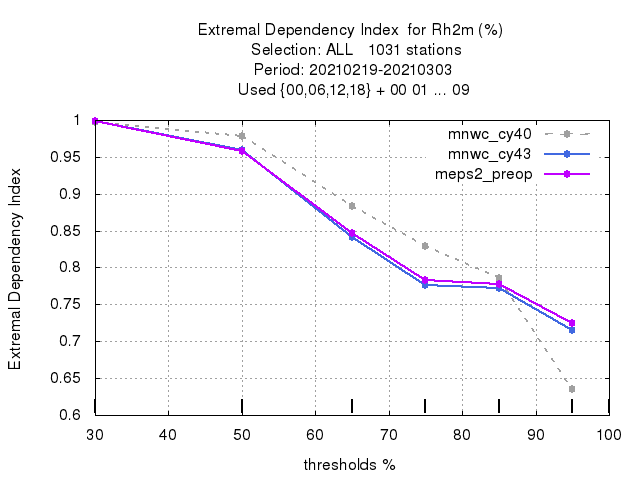 Extremal Dependency Index  for Rh2m (%)
Selection: ALL   1031 stations
Period: 20210219-20210303
Used {00,06,12,18} + 00 01 ... 09
mnwc_cy40
mnwc_cy43
meps2_preop
Extremal Dependency Index
1
0.95
0.9
0.85
0.8
0.75
0.7
0.65
0.6
30 40 50 60 70 80 90 100
thresholds %